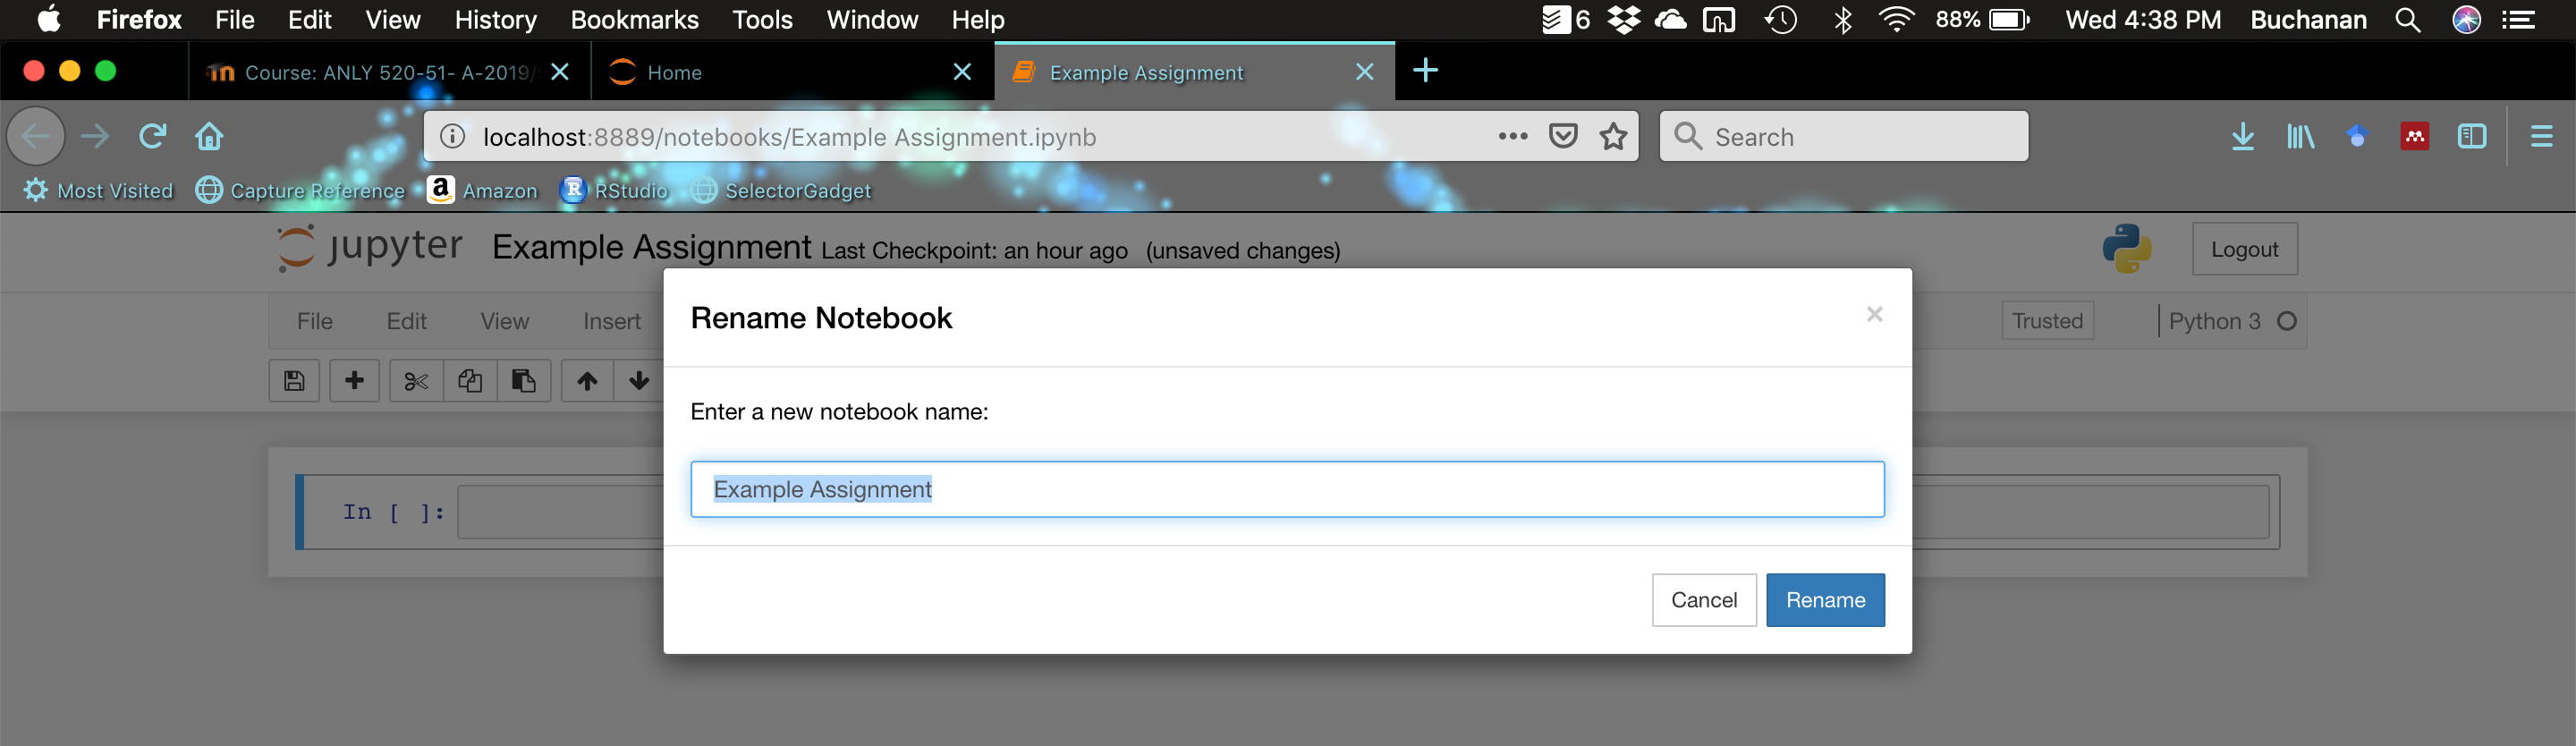 Firefox File Edit View History Bookmarks Tools Window Help 6 88% Wed 4:38 PM Buchanan
Course: ANLY 520-51- A-2019/ Home Example Assignment
localhost:8889/notebooks/Example Assignment.ipynb Search
Most Visited Capture Reference Amazon RStudio SelectorGadget
jupyter Example Assignment Last Checkpoint: an hour ago (unsaved changes) Logout
Rename Notebook ×
File Edit View Insert Trusted Python 3
Enter a new notebook name:
Example Assignment
In [ ]:
Cancel Rename